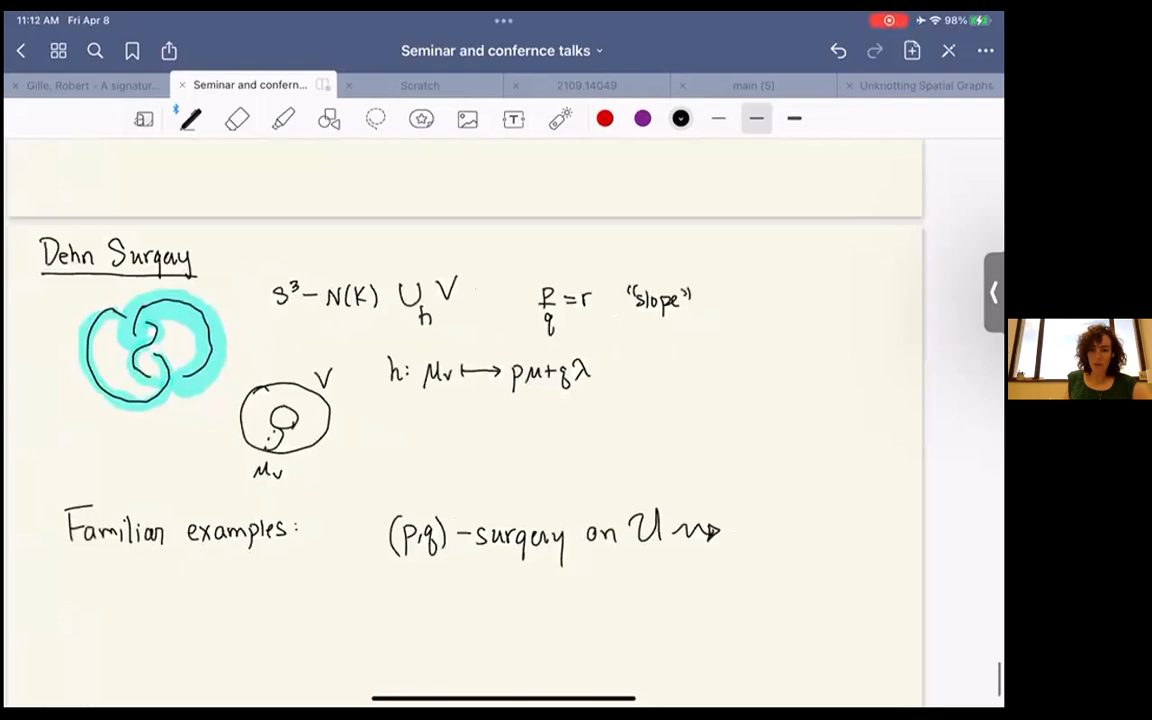 11:12 AM Fri Apr 8
98%
Seminar and confernce talks
Gille, Robert - A signatur...
Seminar and confern...
Scratch
2109.14049
main (5)
Unknotting Spatial Graphs
Dehn Surgery
S³ – N(K) ∪ₕ V
p/q = r "slope"
h: μᵥ ⟼ pμ + qλ
V
μᵥ
Familiar examples: (p,q) – surgery on U ⇝